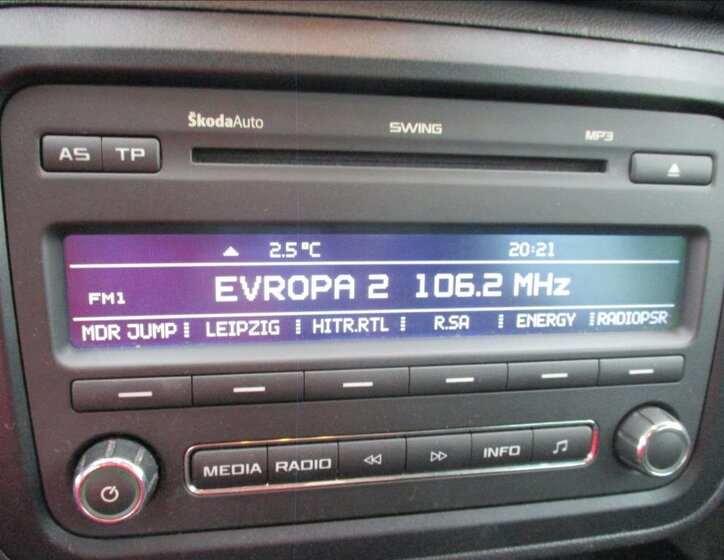 ŠkodaAuto SWING MP3
AS TP
2.5 °C 20:21
FM1 EVROPA 2 106.2 MHz
MDR JUMP LEIPZIG HITR.RTL R.SA ENERGY RADIOPSR
MEDIA RADIO INFO